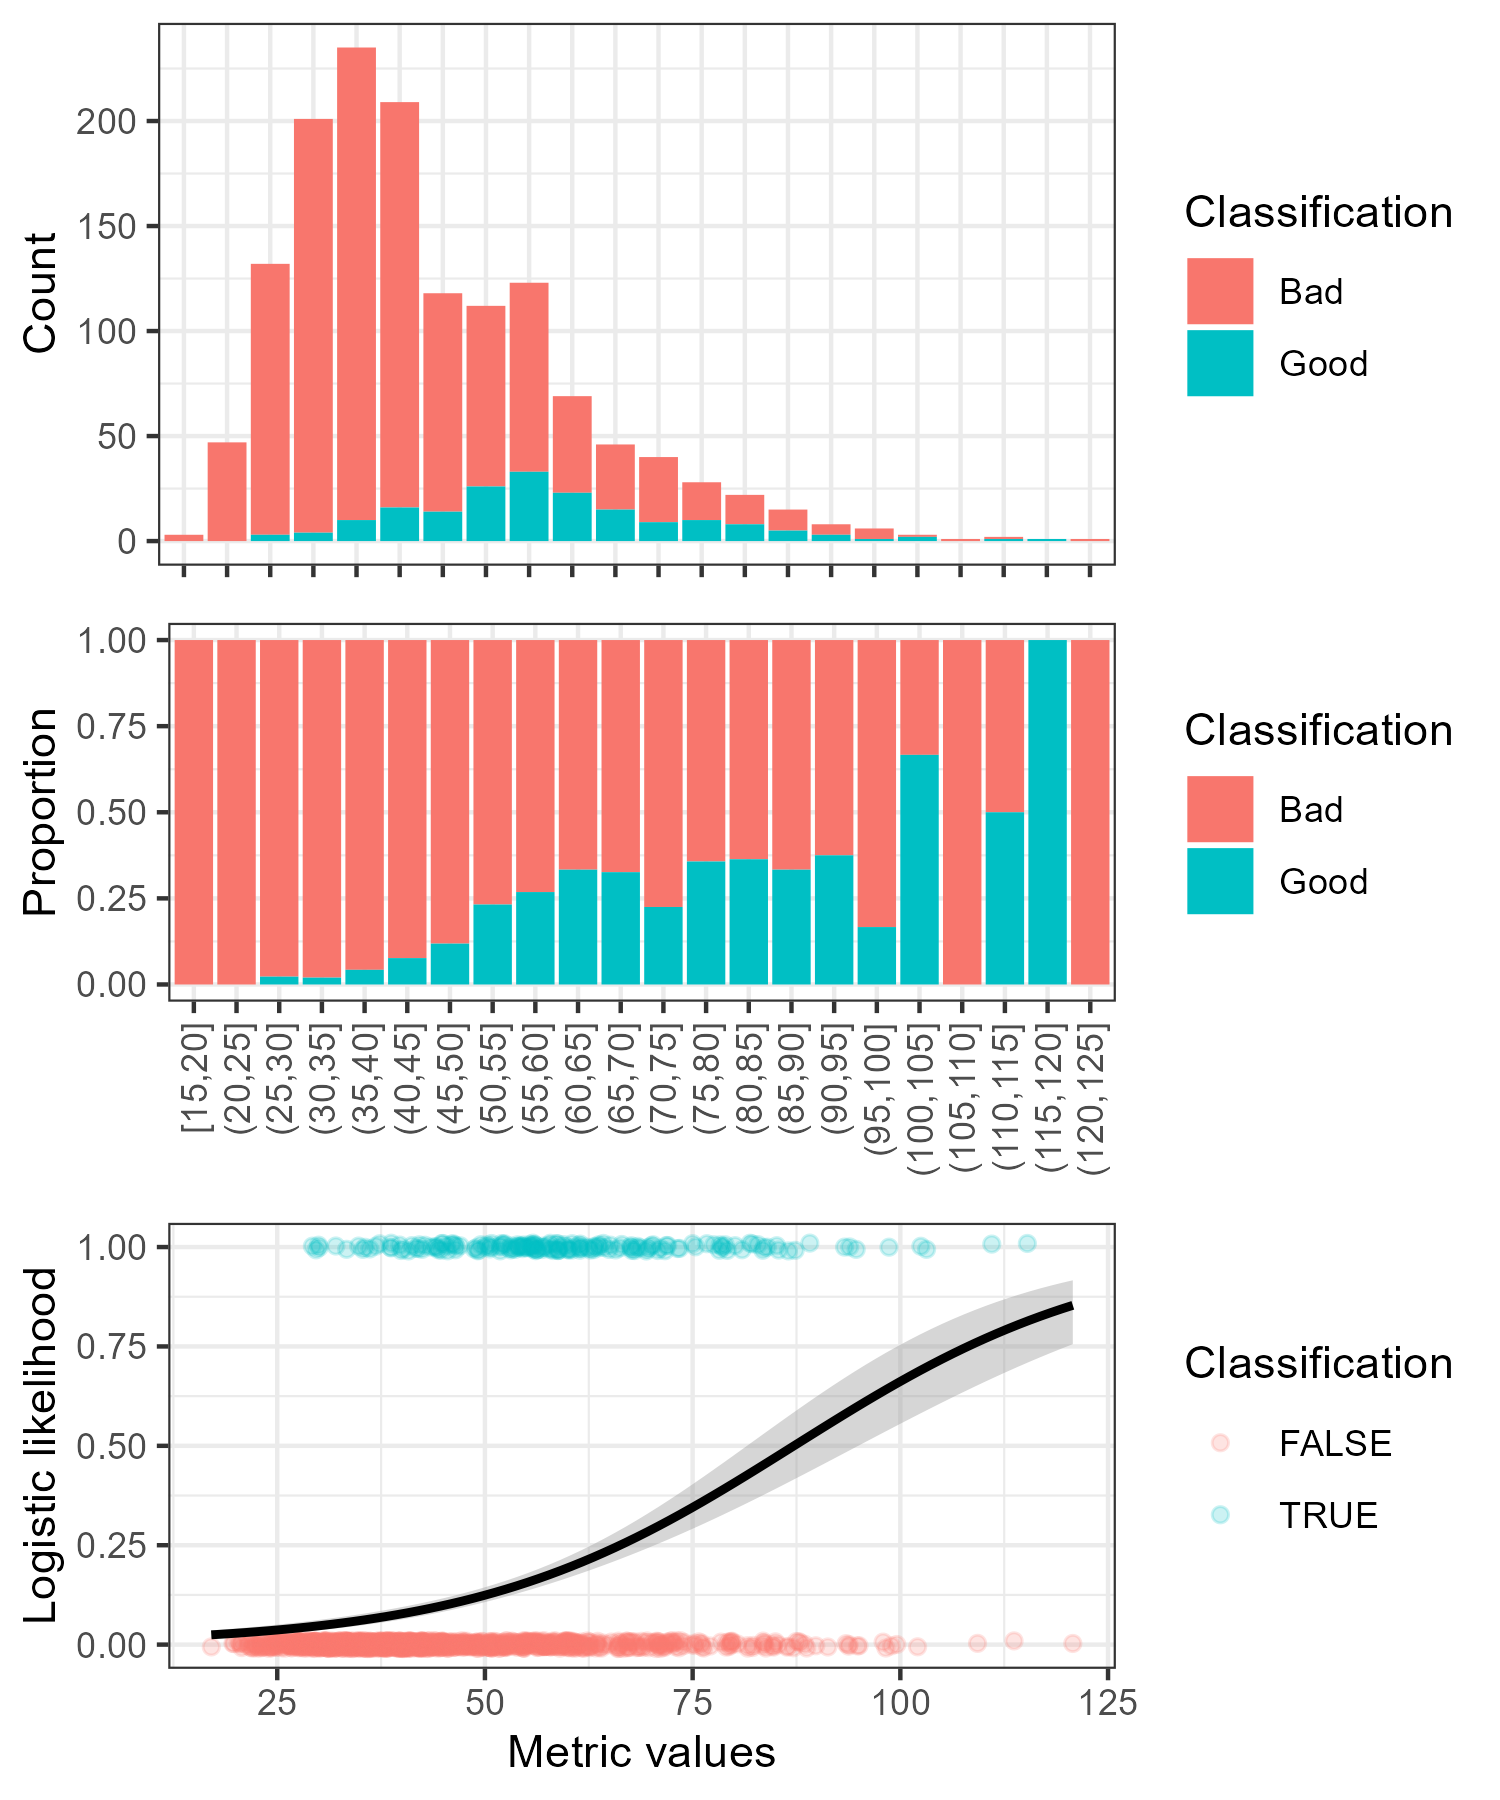 Count
200
150
100
50
0
Classification
Bad
Good
Proportion
1.00
0.75
0.50
0.25
0.00
[15,20]
(20,25]
(25,30]
(30,35]
(35,40]
(40,45]
(45,50]
(50,55]
(55,60]
(60,65]
(65,70]
(70,75]
(75,80]
(80,85]
(85,90]
(90,95]
(95,100]
(100,105]
(105,110]
(110,115]
(115,120]
(120,125]
Classification
Bad
Good
Logistic likelihood
1.00
0.75
0.50
0.25
0.00
25 50 75 100 125
Metric values
Classification
FALSE
TRUE